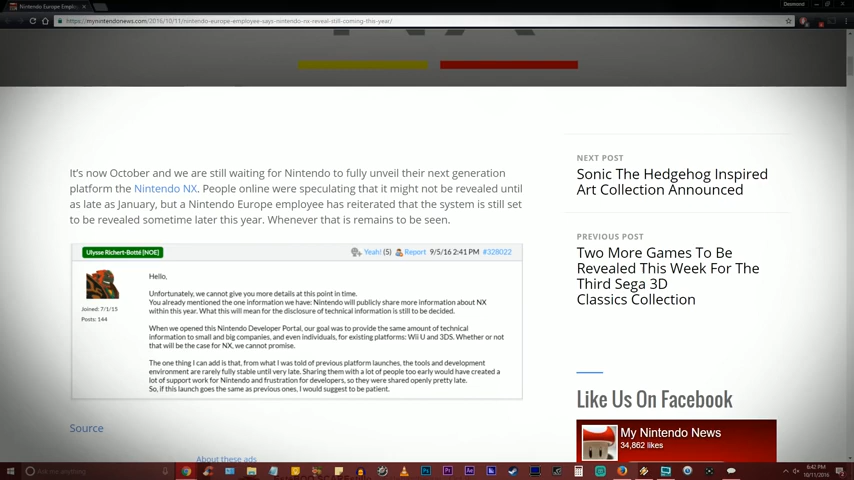 Nintendo Europe Emplo
Desmond
https://mynintendonews.com/2016/10/11/nintendo-europe-employee-says-nintendo-nx-reveal-still-coming-this-year/
It's now October and we are still waiting for Nintendo to fully unveil their next generation
platform the Nintendo NX. People online were speculating that it might not be revealed until
as late as January, but a Nintendo Europe employee has reiterated that the system is still set
to be revealed sometime later this year. Whenever that is remains to be seen.
Ulysse Richert-Botté [NOE]
Yeah! (5) Report 9/5/16 2:41 PM #328022
Joined: 7/1/15
Posts: 144
Hello,
Unfortunately, we cannot give you more details at this point in time.
You already mentioned the one information we have: Nintendo will publicly share more information about NX
within this year. What this will mean for the disclosure of technical information is still to be decided.
When we opened this Nintendo Developer Portal, our goal was to provide the same amount of technical
information to small and big companies, and even individuals, for existing platforms: Wii U and 3DS. Whether or not
that will be the case for NX, we cannot promise.
The one thing I can add is that, from what I was told of previous platform launches, the tools and development
environment are rarely fully stable until very late. Sharing them with a lot of people too early would have created a
lot of support work for Nintendo and frustration for developers, so they were shared openly pretty late.
So, if this launch goes the same as previous ones, I would suggest to be patient.
Source
About these ads
NEXT POST
Sonic The Hedgehog Inspired
Art Collection Announced
PREVIOUS POST
Two More Games To Be
Revealed This Week For The
Third Sega 3D
Classics Collection
Like Us On Facebook
My Nintendo News
34,862 likes
Ask me anything
6:42 PM
10/11/2016